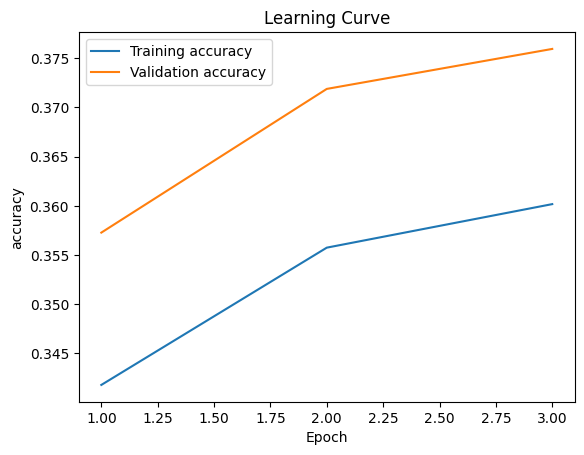 Learning Curve
Training accuracy
Validation accuracy
0.375
0.370
0.365
0.360
0.355
0.350
0.345
accuracy
1.00 1.25 1.50 1.75 2.00 2.25 2.50 2.75 3.00
Epoch